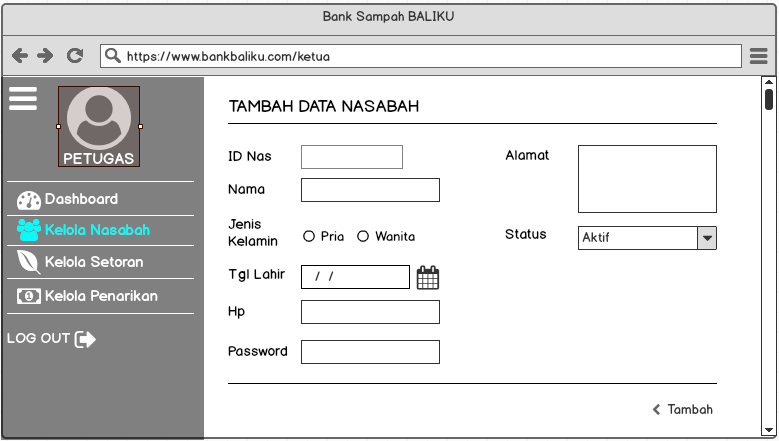 Bank Sampah BALIKU
https://www.bankbaliku.com/ketua
PETUGAS
Dashboard
Kelola Nasabah
Kelola Setoran
Kelola Penarikan
LOG OUT
TAMBAH DATA NASABAH
ID Nas
Nama
Jenis
Kelamin
Pria
Wanita
Tgl Lahir
/ /
Hp
Password
Alamat
Status
Aktif
Tambah